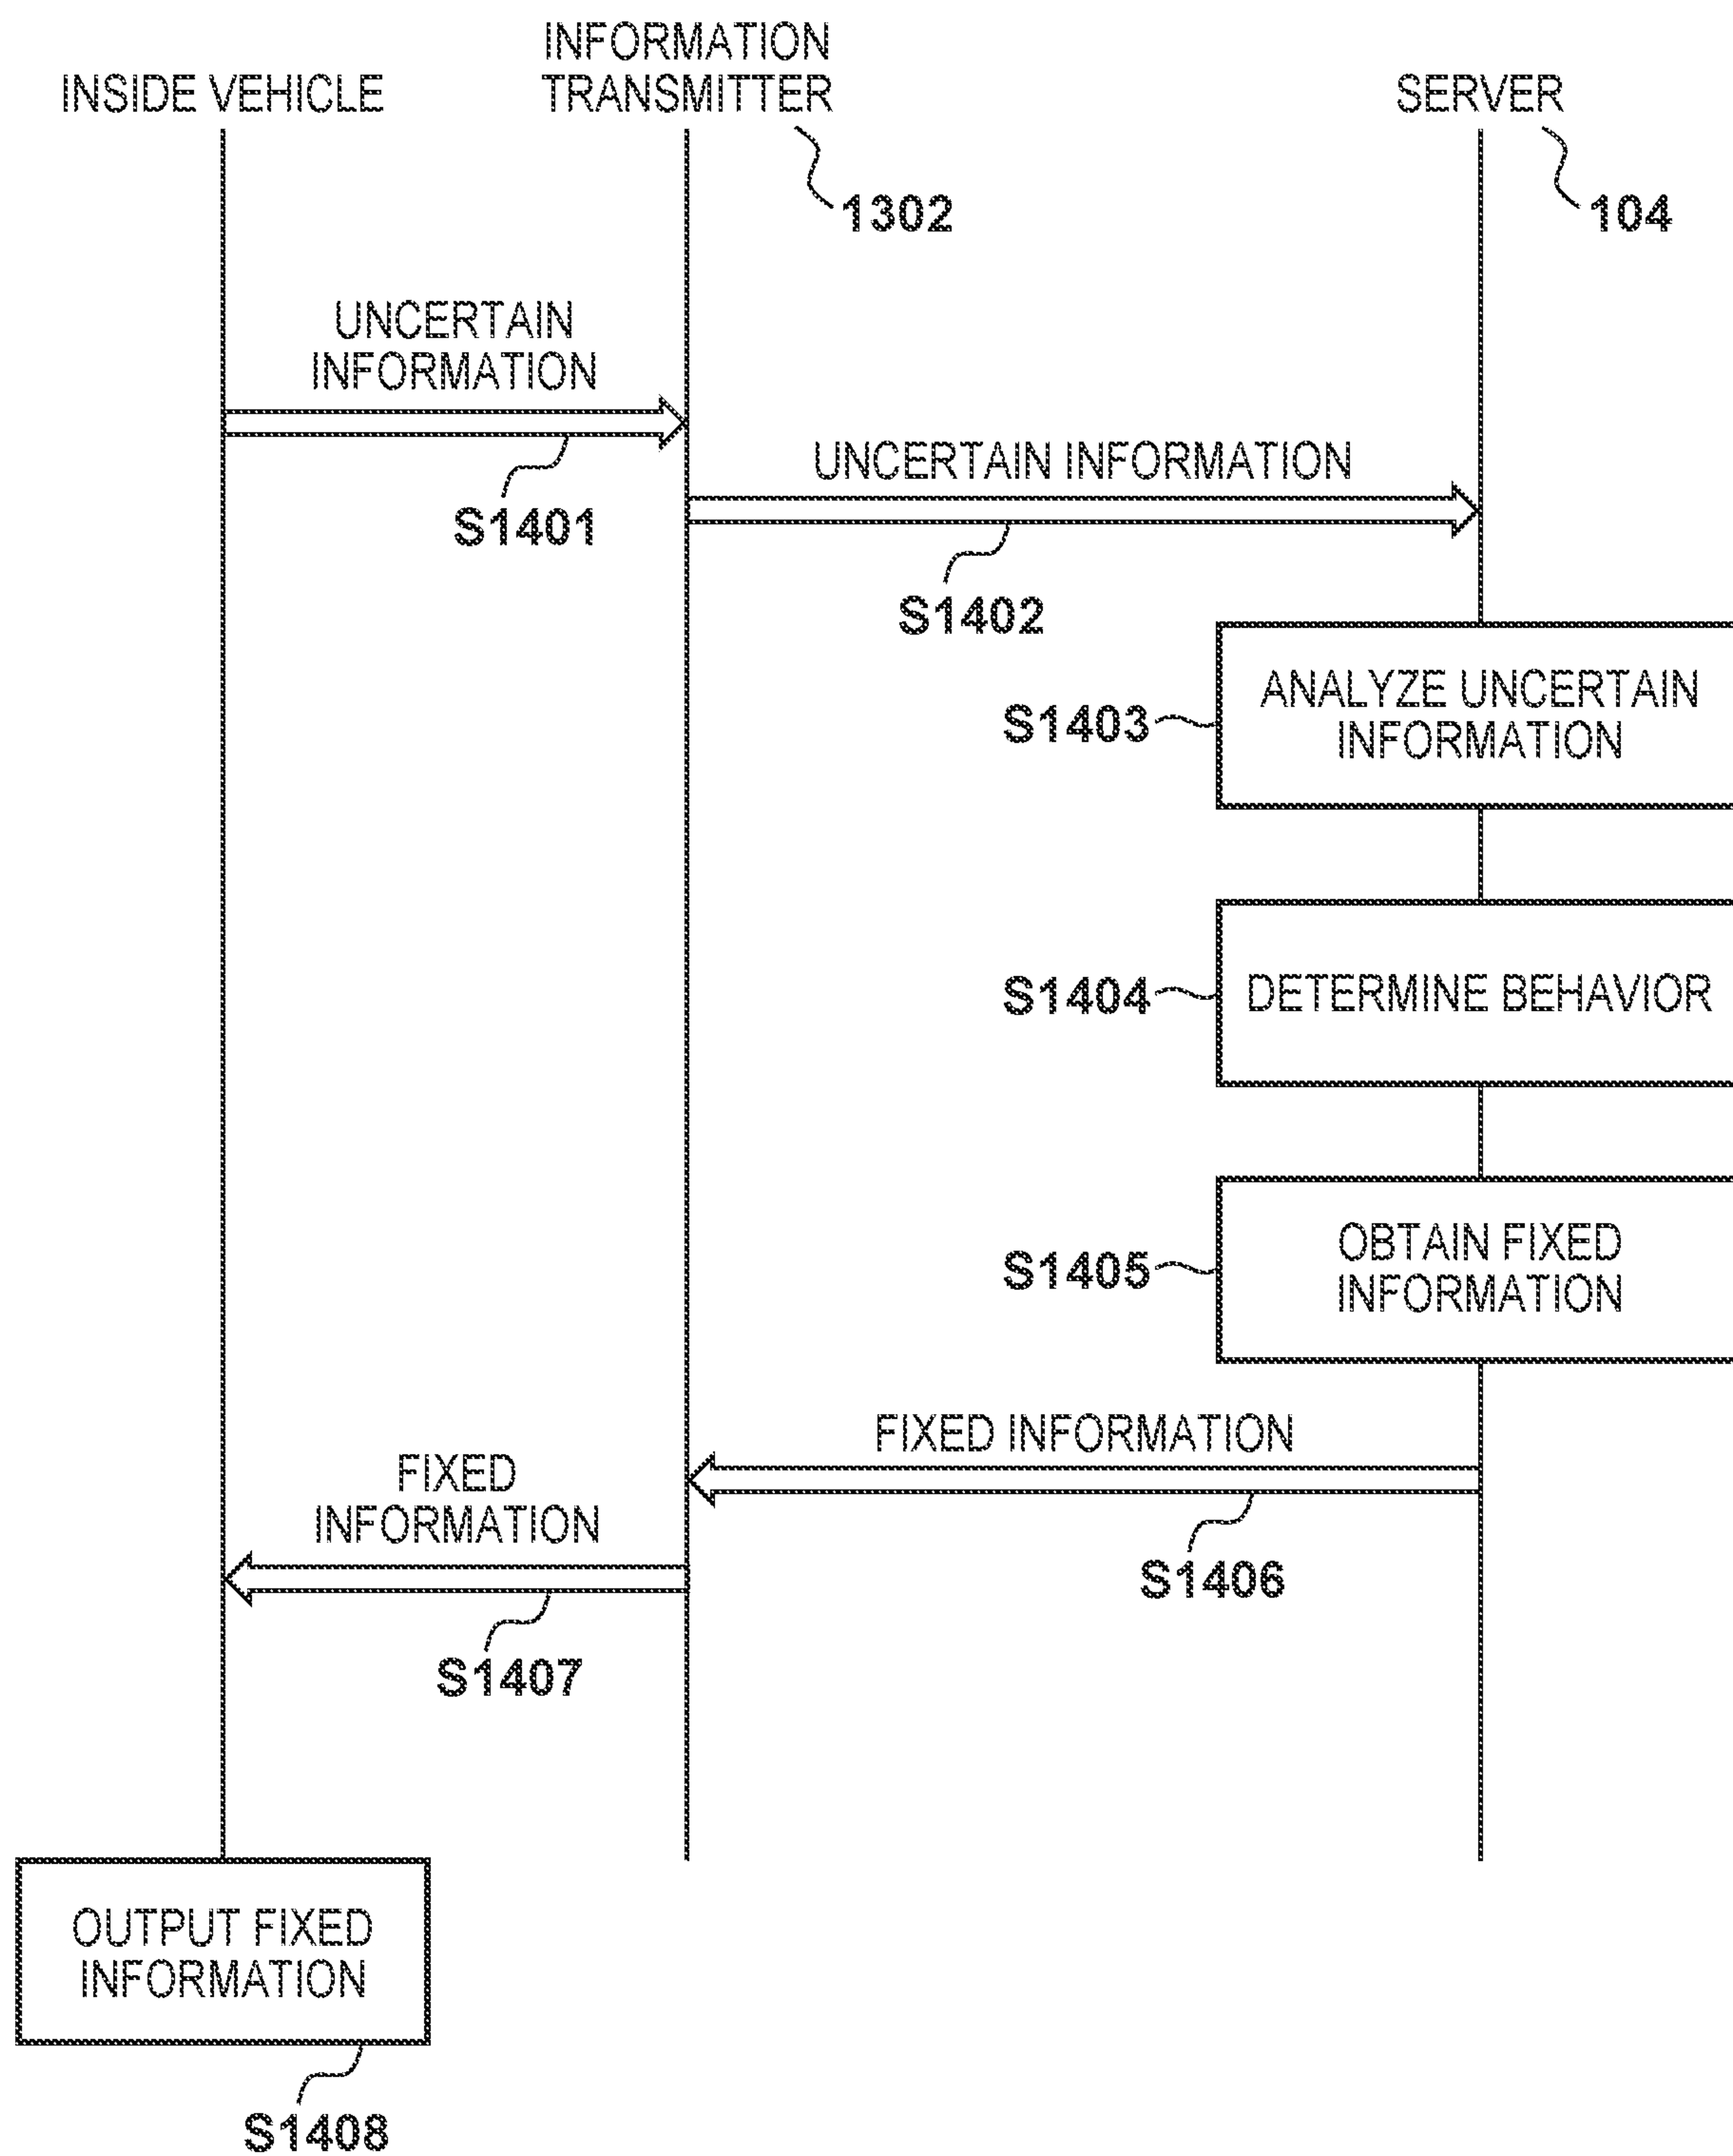 INSIDE VEHICLE
INFORMATION
TRANSMITTER
1302
SERVER
104
UNCERTAIN
INFORMATION
S1401
UNCERTAIN INFORMATION
S1402
S1403
ANALYZE UNCERTAIN
INFORMATION
S1404
DETERMINE BEHAVIOR
S1405
OBTAIN FIXED
INFORMATION
FIXED INFORMATION
S1406
FIXED
INFORMATION
S1407
OUTPUT FIXED
INFORMATION
S1408